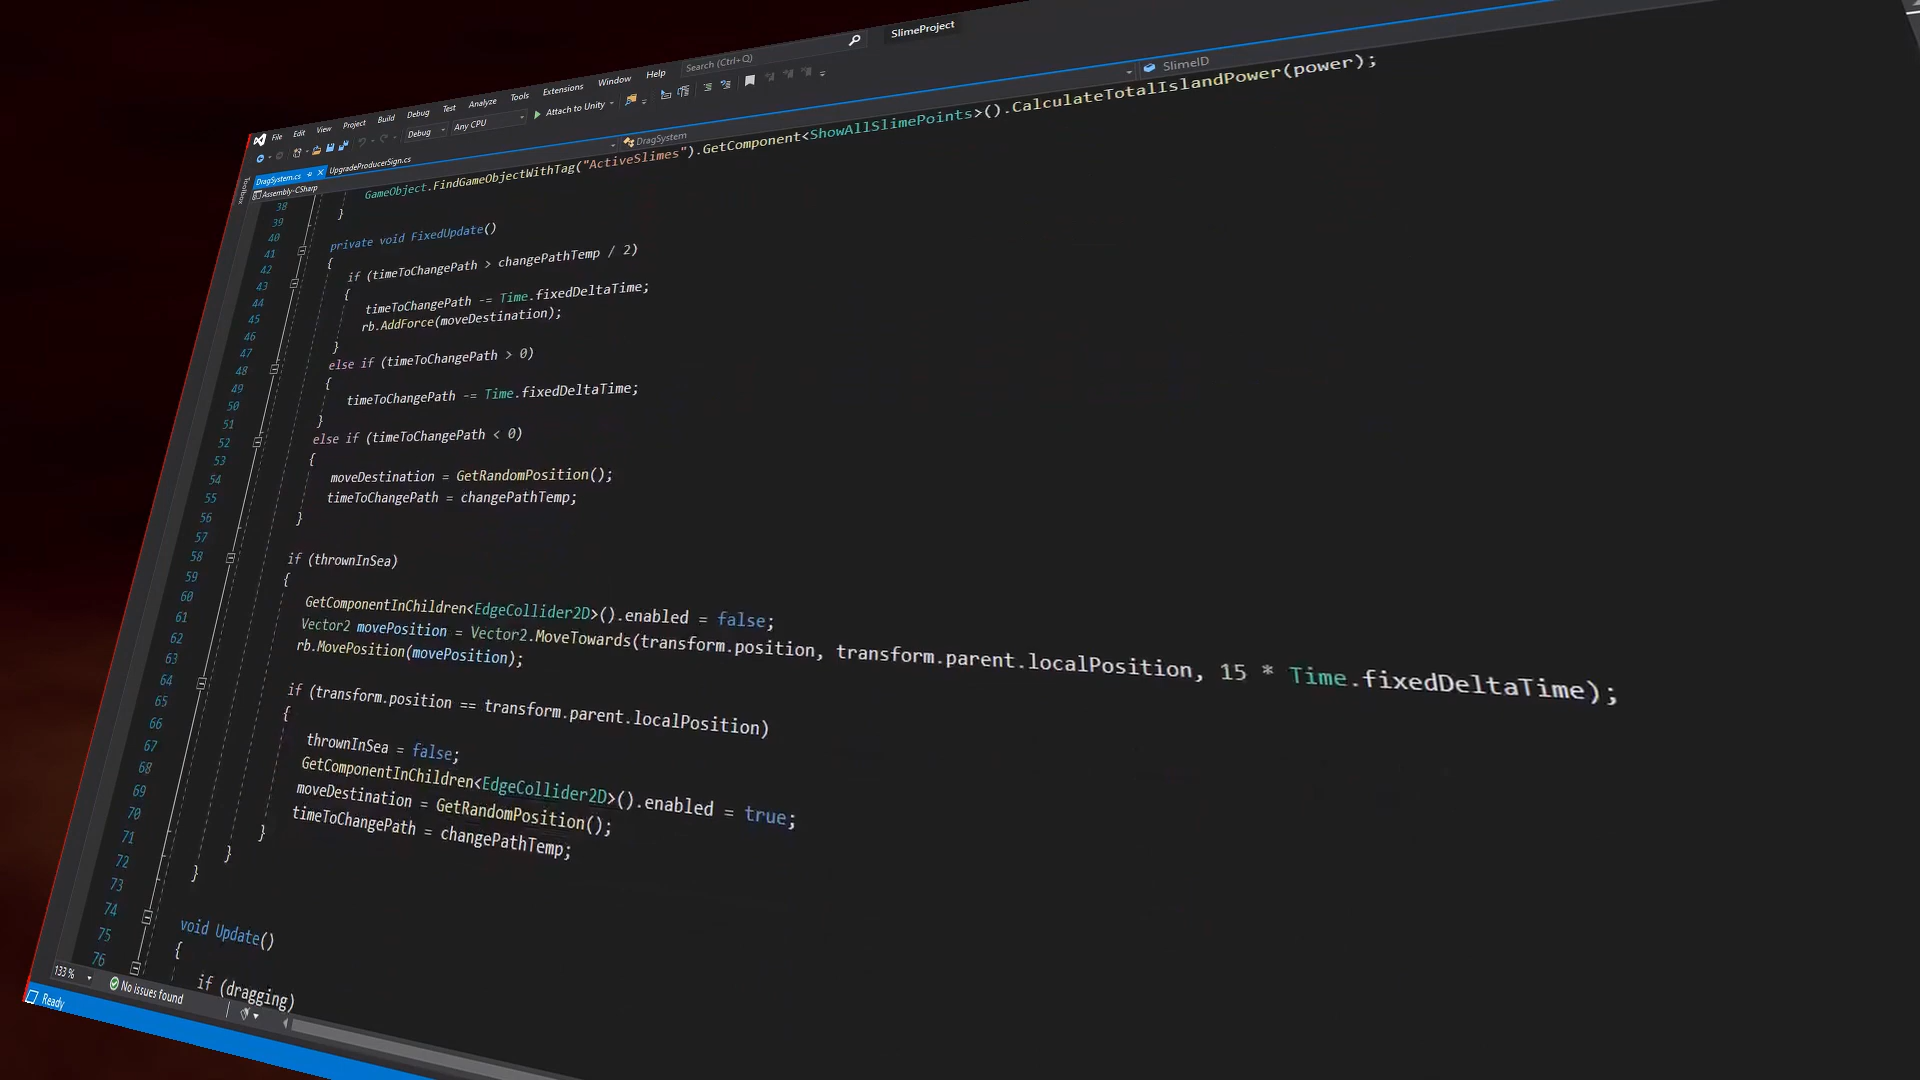 Search (Ctrl+Q)
SlimeProject
File Edit View Project Build Debug Test Analyze Tools Extensions Window Help
Debug Any CPU Attach to Unity
DragSystem.cs UpgradeProducerSign.cs
Toolbox
Assembly-CSharp DragSystem SlimeID
38 GameObject.FindGameObjectWithTag("ActiveSlimes").GetComponent<ShowAllSlimePoints>().CalculateTotalIslandPower(power);
39 }
40
41 private void FixedUpdate()
42 {
43 if (timeToChangePath > changePathTemp / 2)
44 {
45 timeToChangePath -= Time.fixedDeltaTime;
46 rb.AddForce(moveDestination);
47 }
48 else if (timeToChangePath > 0)
49 {
50 timeToChangePath -= Time.fixedDeltaTime;
51 }
52 else if (timeToChangePath < 0)
53 {
54 moveDestination = GetRandomPosition();
55 timeToChangePath = changePathTemp;
56 }
57
58 if (thrownInSea)
59 {
60 GetComponentInChildren<EdgeCollider2D>().enabled = false;
61 Vector2 movePosition = Vector2.MoveTowards(transform.position, transform.parent.localPosition, 15 * Time.fixedDeltaTime);
62 rb.MovePosition(movePosition);
63
64 if (transform.position == transform.parent.localPosition)
65 {
66 thrownInSea = false;
67 GetComponentInChildren<EdgeCollider2D>().enabled = true;
68 moveDestination = GetRandomPosition();
69 timeToChangePath = changePathTemp;
70 }
71 }
72 }
73
74 void Update()
75 {
76 if (dragging)
133 % No issues found
Ready